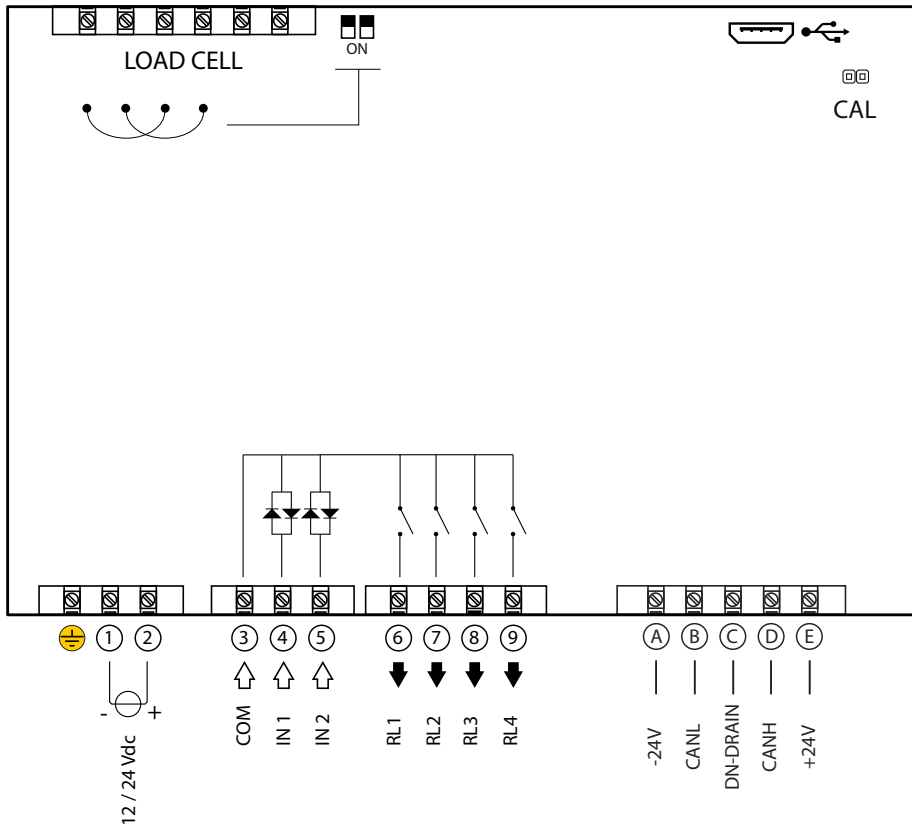 ON
LOAD CELL
CAL
1 2 3 4 5 6 7 8 9 A B C D E
- +
12 / 24 Vdc
COM
IN 1
IN 2
RL1
RL2
RL3
RL4
-24V
CANL
DN-DRAIN
CANH
+24V